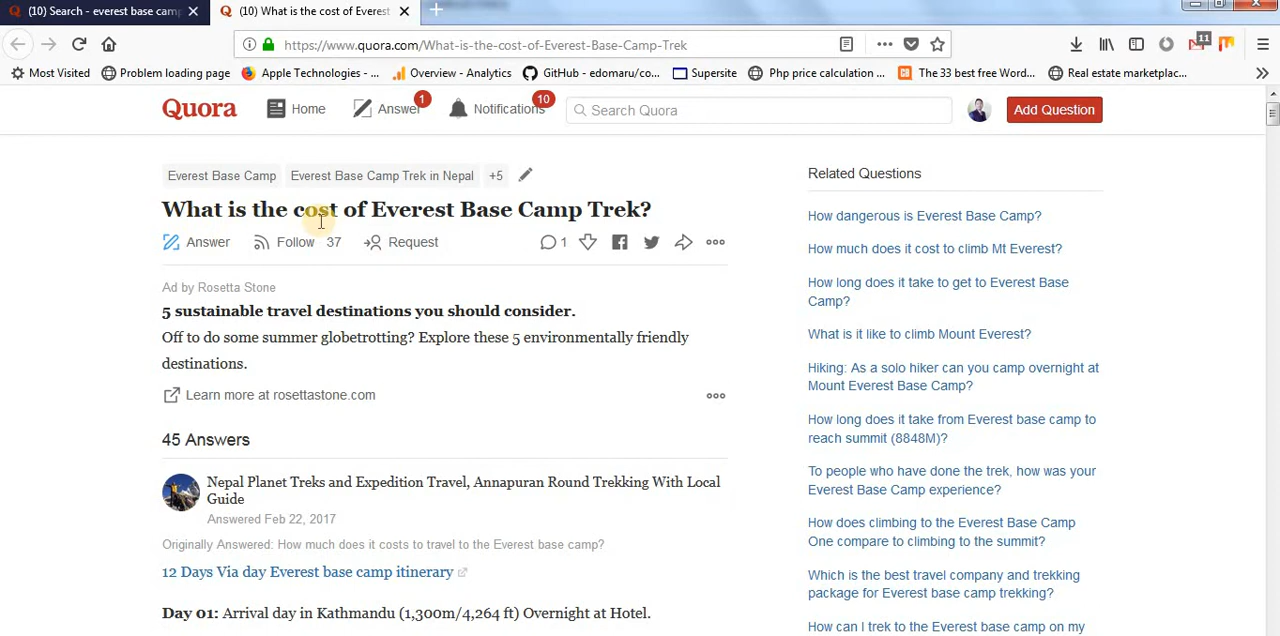 (10) Search - everest base camp
(10) What is the cost of Everest
https://www.quora.com/What-is-the-cost-of-Everest-Base-Camp-Trek
11
Most Visited
Problem loading page
Apple Technologies - ...
Overview - Analytics
GitHub - edomaru/co...
Supersite
Php price calculation ...
The 33 best free Word...
Real estate marketplac...
Quora
Home
Answer
1
Notifications
10
Search Quora
Add Question
Everest Base Camp
Everest Base Camp Trek in Nepal
+5
What is the cost of Everest Base Camp Trek?
Answer
Follow 37
Request
1
Ad by Rosetta Stone
5 sustainable travel destinations you should consider.
Off to do some summer globetrotting? Explore these 5 environmentally friendly
destinations.
Learn more at rosettastone.com
45 Answers
Nepal Planet Treks and Expedition Travel, Annapuran Round Trekking With Local
Guide
Answered Feb 22, 2017
Originally Answered: How much does it costs to travel to the Everest base camp?
12 Days Via day Everest base camp itinerary
Day 01: Arrival day in Kathmandu (1,300m/4,264 ft) Overnight at Hotel.
Related Questions
How dangerous is Everest Base Camp?
How much does it cost to climb Mt Everest?
How long does it take to get to Everest Base
Camp?
What is it like to climb Mount Everest?
Hiking: As a solo hiker can you camp overnight at
Mount Everest Base Camp?
How long does it take from Everest base camp to
reach summit (8848M)?
To people who have done the trek, how was your
Everest Base Camp experience?
How does climbing to the Everest Base Camp
One compare to climbing to the summit?
Which is the best travel company and trekking
package for Everest base camp trekking?
How can I trek to the Everest base camp on my